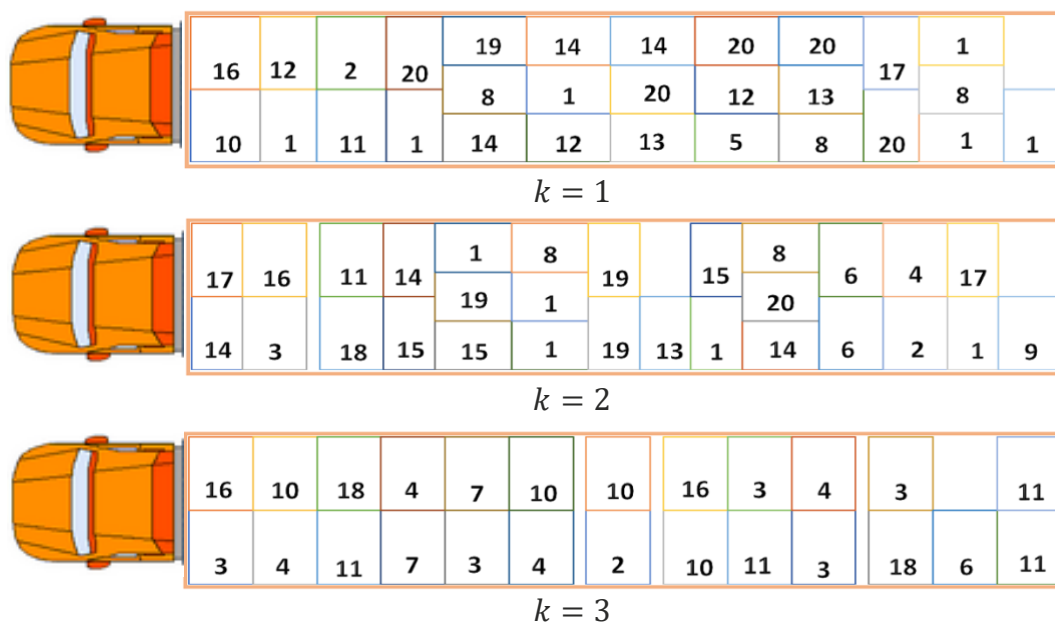 19 14 14 20 20 1
16 12 2 20 17
8 1 20 12 13 8
10 1 11 1 14 12 13 5 8 20 1 1
k = 1
1 8 8
17 16 11 14 19 15 6 4 17
19 1 20
14 3 18 15 15 1 19 13 1 14 6 2 1 9
k = 2
16 10 18 4 7 10 10 16 3 4 3 11
3 4 11 7 3 4 2 10 11 3 18 6 11
k = 3